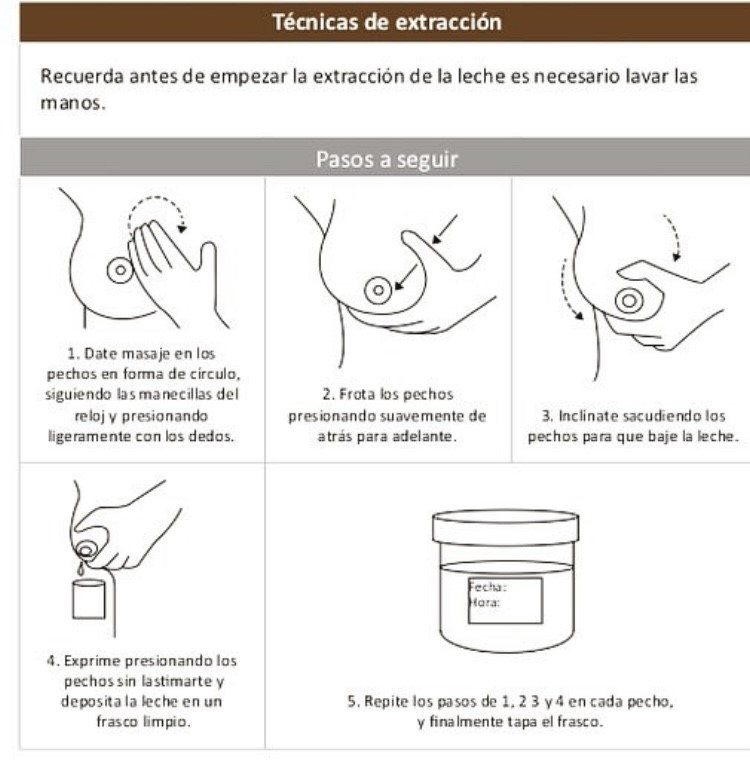 Técnicas de extracción
Recuerda antes de empezar la extracción de la leche es necesario lavar las
manos.
Pasos a seguir
1. Date masaje en los
pechos en forma de círculo,
siguiendo las manecillas del
reloj y presionando
ligeramente con los dedos.
2. Frota los pechos
presionando suavemente de
atrás para adelante.
3. Inclínate sacudiendo los
pechos para que baje la leche.
4. Exprime presionando los
pechos sin lastimarte y
deposita la leche en un
frasco limpio.
Fecha:
Hora:
5. Repite los pasos de 1, 2 3 y 4 en cada pecho,
y finalmente tapa el frasco.